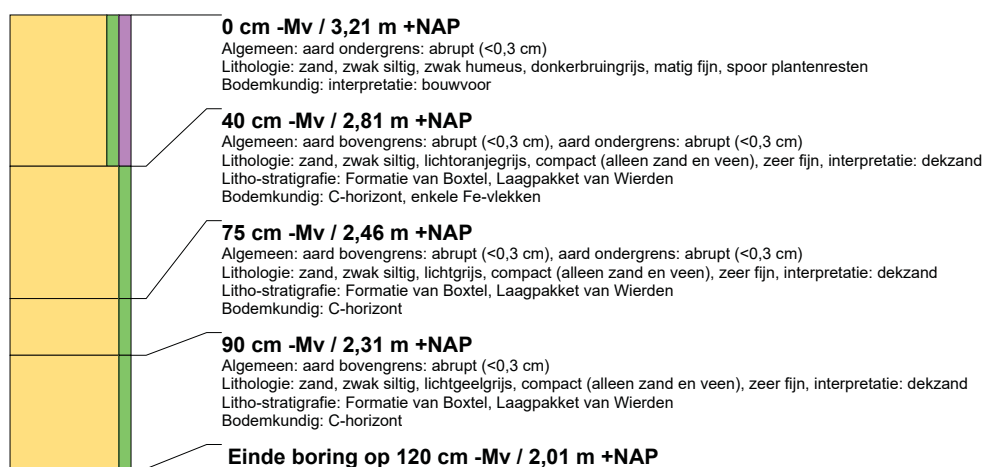 0 cm -Mv / 3,21 m +NAP
Algemeen: aard ondergrens: abrupt (<0,3 cm)
Lithologie: zand, zwak siltig, zwak humeus, donkerbruingrijs, matig fijn, spoor plantenresten
Bodemkundig: interpretatie: bouwvoor
40 cm -Mv / 2,81 m +NAP
Algemeen: aard bovengrens: abrupt (<0,3 cm), aard ondergrens: abrupt (<0,3 cm)
Lithologie: zand, zwak siltig, lichtoranjegrijs, compact (alleen zand en veen), zeer fijn, interpretatie: dekzand
Litho-stratigrafie: Formatie van Boxtel, Laagpakket van Wierden
Bodemkundig: C-horizont, enkele Fe-vlekken
75 cm -Mv / 2,46 m +NAP
Algemeen: aard bovengrens: abrupt (<0,3 cm), aard ondergrens: abrupt (<0,3 cm)
Lithologie: zand, zwak siltig, lichtgrijs, compact (alleen zand en veen), zeer fijn, interpretatie: dekzand
Litho-stratigrafie: Formatie van Boxtel, Laagpakket van Wierden
Bodemkundig: C-horizont
90 cm -Mv / 2,31 m +NAP
Algemeen: aard bovengrens: abrupt (<0,3 cm)
Lithologie: zand, zwak siltig, lichtgeelgrijs, compact (alleen zand en veen), zeer fijn, interpretatie: dekzand
Litho-stratigrafie: Formatie van Boxtel, Laagpakket van Wierden
Bodemkundig: C-horizont
Einde boring op 120 cm -Mv / 2,01 m +NAP